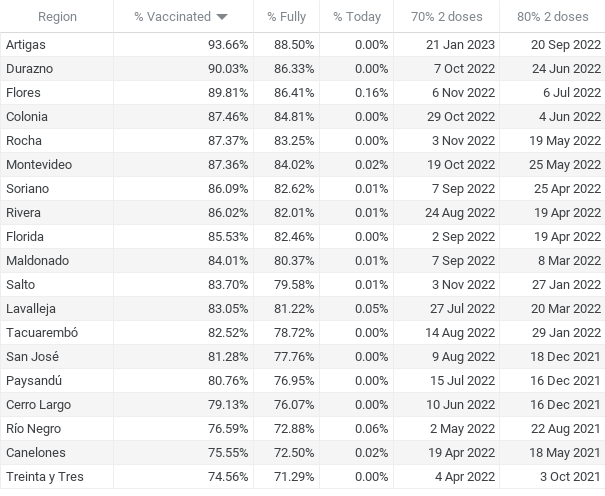 Region % Vaccinated % Fully % Today 70% 2 doses 80% 2 doses
Artigas 93.66% 88.50% 0.00% 21 Jan 2023 20 Sep 2022
Durazno 90.03% 86.33% 0.00% 7 Oct 2022 24 Jun 2022
Flores 89.81% 86.41% 0.16% 6 Nov 2022 6 Jul 2022
Colonia 87.46% 84.81% 0.00% 29 Oct 2022 4 Jun 2022
Rocha 87.37% 83.25% 0.00% 3 Nov 2022 19 May 2022
Montevideo 87.36% 84.02% 0.02% 19 Oct 2022 25 May 2022
Soriano 86.09% 82.62% 0.01% 7 Sep 2022 25 Apr 2022
Rivera 86.02% 82.01% 0.01% 24 Aug 2022 19 Apr 2022
Florida 85.53% 82.46% 0.00% 2 Sep 2022 19 Apr 2022
Maldonado 84.01% 80.37% 0.01% 7 Sep 2022 8 Mar 2022
Salto 83.70% 79.58% 0.01% 3 Nov 2022 27 Jan 2022
Lavalleja 83.05% 81.22% 0.05% 27 Jul 2022 20 Mar 2022
Tacuarembó 82.52% 78.72% 0.00% 14 Aug 2022 29 Jan 2022
San José 81.28% 77.76% 0.00% 9 Aug 2022 18 Dec 2021
Paysandú 80.76% 76.95% 0.00% 15 Jul 2022 16 Dec 2021
Cerro Largo 79.13% 76.07% 0.00% 10 Jun 2022 16 Dec 2021
Río Negro 76.59% 72.88% 0.06% 2 May 2022 22 Aug 2021
Canelones 75.55% 72.50% 0.02% 19 Apr 2022 18 May 2021
Treinta y Tres 74.56% 71.29% 0.00% 4 Apr 2022 3 Oct 2021